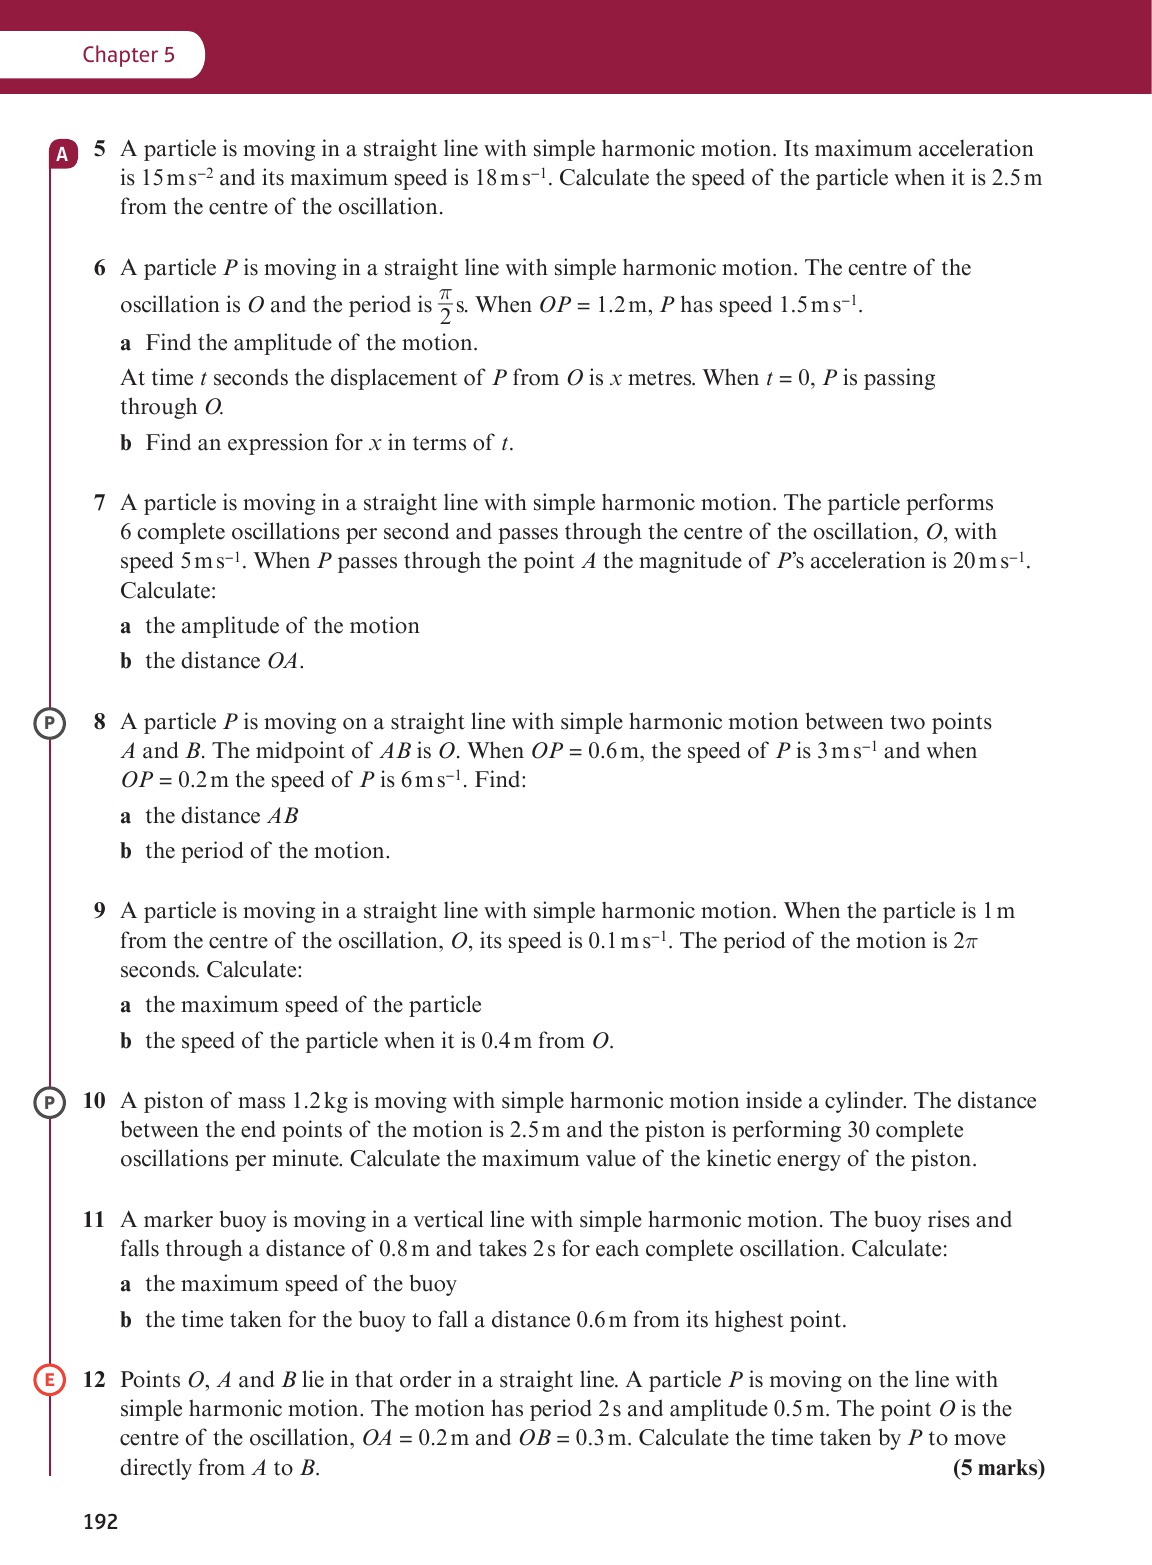 Chapter 5
A
5 A particle is moving in a straight line with simple harmonic motion. Its maximum acceleration
is 15 m s⁻² and its maximum speed is 18 m s⁻¹. Calculate the speed of the particle when it is 2.5 m
from the centre of the oscillation.
6 A particle P is moving in a straight line with simple harmonic motion. The centre of the
oscillation is O and the period is π/2 s. When OP = 1.2 m, P has speed 1.5 m s⁻¹.
a Find the amplitude of the motion.
At time t seconds the displacement of P from O is x metres. When t = 0, P is passing
through O.
b Find an expression for x in terms of t.
7 A particle is moving in a straight line with simple harmonic motion. The particle performs
6 complete oscillations per second and passes through the centre of the oscillation, O, with
speed 5 m s⁻¹. When P passes through the point A the magnitude of P's acceleration is 20 m s⁻¹.
Calculate:
a the amplitude of the motion
b the distance OA.
P
8 A particle P is moving on a straight line with simple harmonic motion between two points
A and B. The midpoint of AB is O. When OP = 0.6 m, the speed of P is 3 m s⁻¹ and when
OP = 0.2 m the speed of P is 6 m s⁻¹. Find:
a the distance AB
b the period of the motion.
9 A particle is moving in a straight line with simple harmonic motion. When the particle is 1 m
from the centre of the oscillation, O, its speed is 0.1 m s⁻¹. The period of the motion is 2π
seconds. Calculate:
a the maximum speed of the particle
b the speed of the particle when it is 0.4 m from O.
P
10 A piston of mass 1.2 kg is moving with simple harmonic motion inside a cylinder. The distance
between the end points of the motion is 2.5 m and the piston is performing 30 complete
oscillations per minute. Calculate the maximum value of the kinetic energy of the piston.
11 A marker buoy is moving in a vertical line with simple harmonic motion. The buoy rises and
falls through a distance of 0.8 m and takes 2 s for each complete oscillation. Calculate:
a the maximum speed of the buoy
b the time taken for the buoy to fall a distance 0.6 m from its highest point.
E
12 Points O, A and B lie in that order in a straight line. A particle P is moving on the line with
simple harmonic motion. The motion has period 2 s and amplitude 0.5 m. The point O is the
centre of the oscillation, OA = 0.2 m and OB = 0.3 m. Calculate the time taken by P to move
directly from A to B. (5 marks)
192